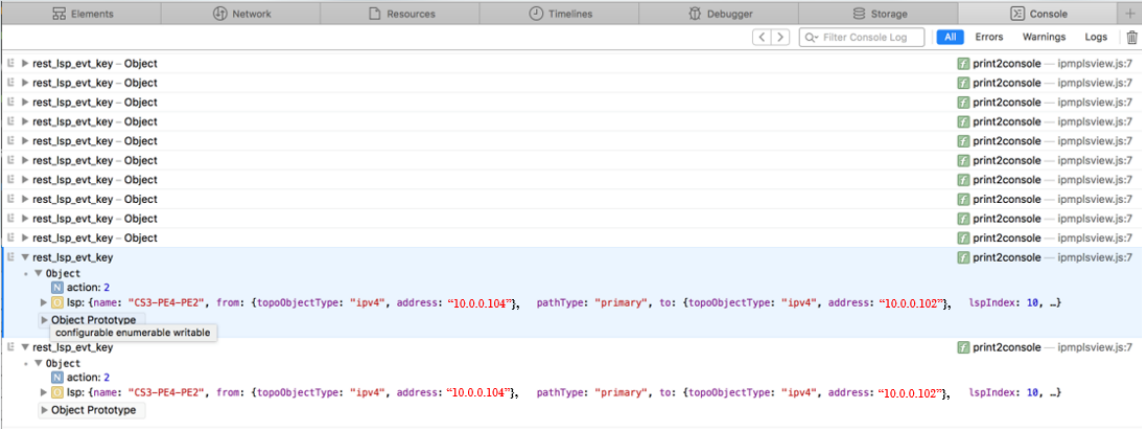 Elements Network Resources Timelines Debugger Storage Console +
< > Filter Console Log All Errors Warnings Logs
E ▶ rest_lsp_evt_key – Object f print2console — ipmplsview.js:7
E ▶ rest_lsp_evt_key – Object f print2console — ipmplsview.js:7
E ▶ rest_lsp_evt_key – Object f print2console — ipmplsview.js:7
E ▶ rest_lsp_evt_key – Object f print2console — ipmplsview.js:7
E ▶ rest_lsp_evt_key – Object f print2console — ipmplsview.js:7
E ▶ rest_lsp_evt_key – Object f print2console — ipmplsview.js:7
E ▶ rest_lsp_evt_key – Object f print2console — ipmplsview.js:7
E ▶ rest_lsp_evt_key – Object f print2console — ipmplsview.js:7
E ▶ rest_lsp_evt_key – Object f print2console — ipmplsview.js:7
E ▶ rest_lsp_evt_key – Object f print2console — ipmplsview.js:7
E ▼ rest_lsp_evt_key f print2console — ipmplsview.js:7
▼ Object
N action: 2
▶ O lsp: {name: "CS3-PE4-PE2", from: {topoObjectType: "ipv4", address: “10.0.0.104”}, pathType: "primary", to: {topoObjectType: "ipv4", address: “10.0.0.102”}, lspIndex: 10, …}
▶ Object Prototype
configurable enumerable writable
E ▼ rest_lsp_evt_key f print2console — ipmplsview.js:7
▼ Object
N action: 2
▶ O lsp: {name: "CS3-PE4-PE2", from: {topoObjectType: "ipv4", address: “10.0.0.104”}, pathType: "primary", to: {topoObjectType: "ipv4", address: “10.0.0.102”}, lspIndex: 10, …}
▶ Object Prototype